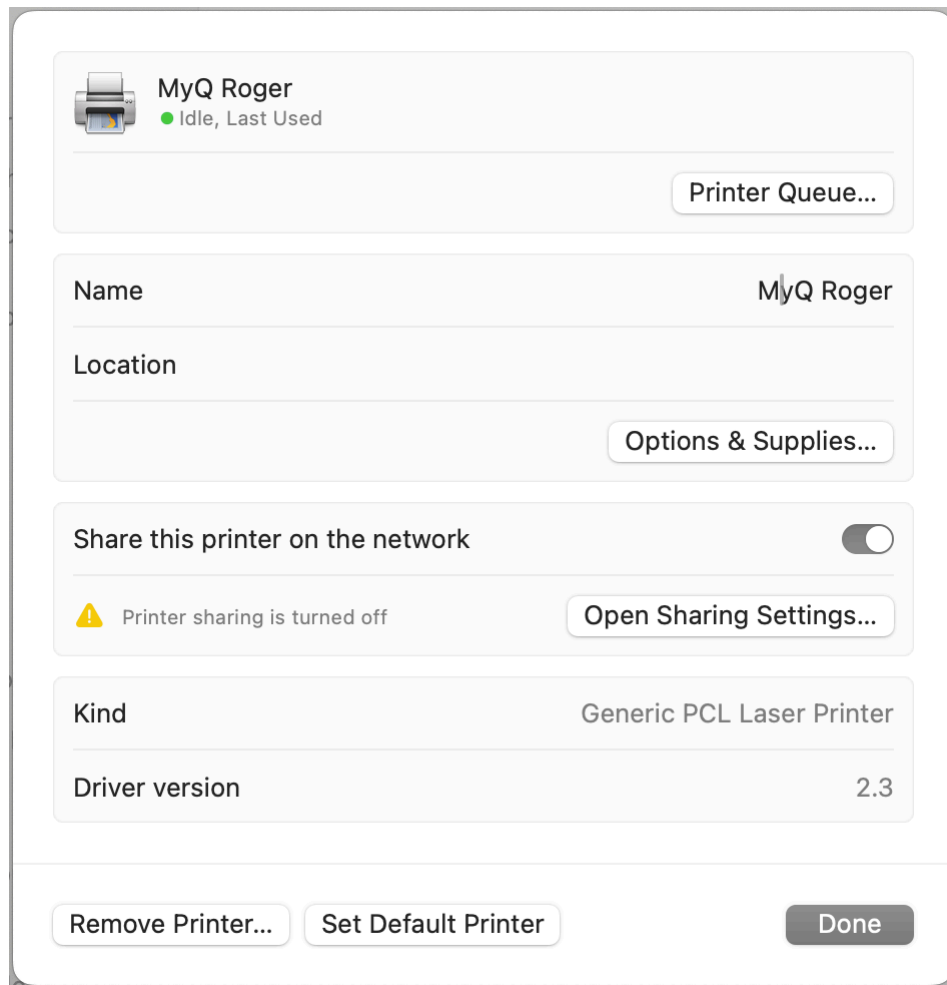 MyQ Roger
Idle, Last Used
Printer Queue...
Name MyQ Roger
Location
Options & Supplies...
Share this printer on the network
Printer sharing is turned off Open Sharing Settings...
Kind Generic PCL Laser Printer
Driver version 2.3
Remove Printer... Set Default Printer Done